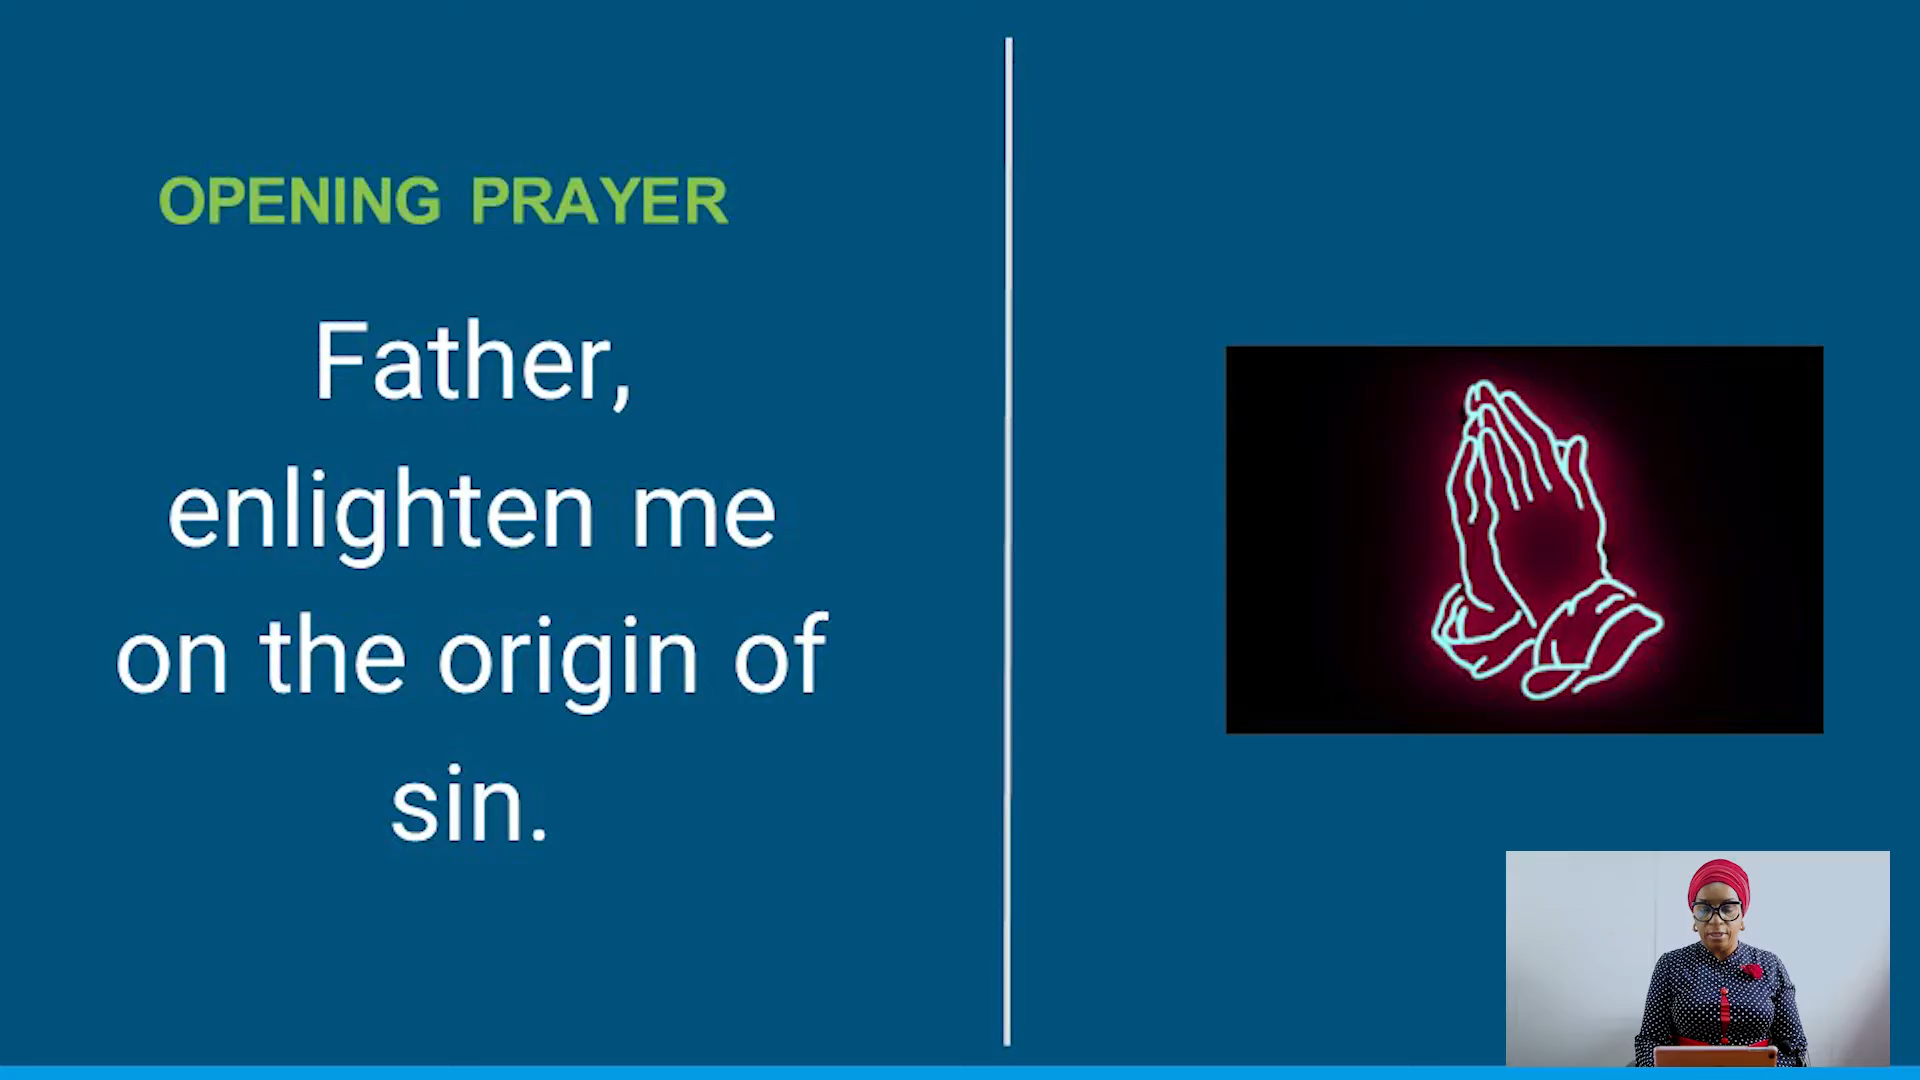 OPENING PRAYER
Father,
enlighten me
on the origin of
sin.